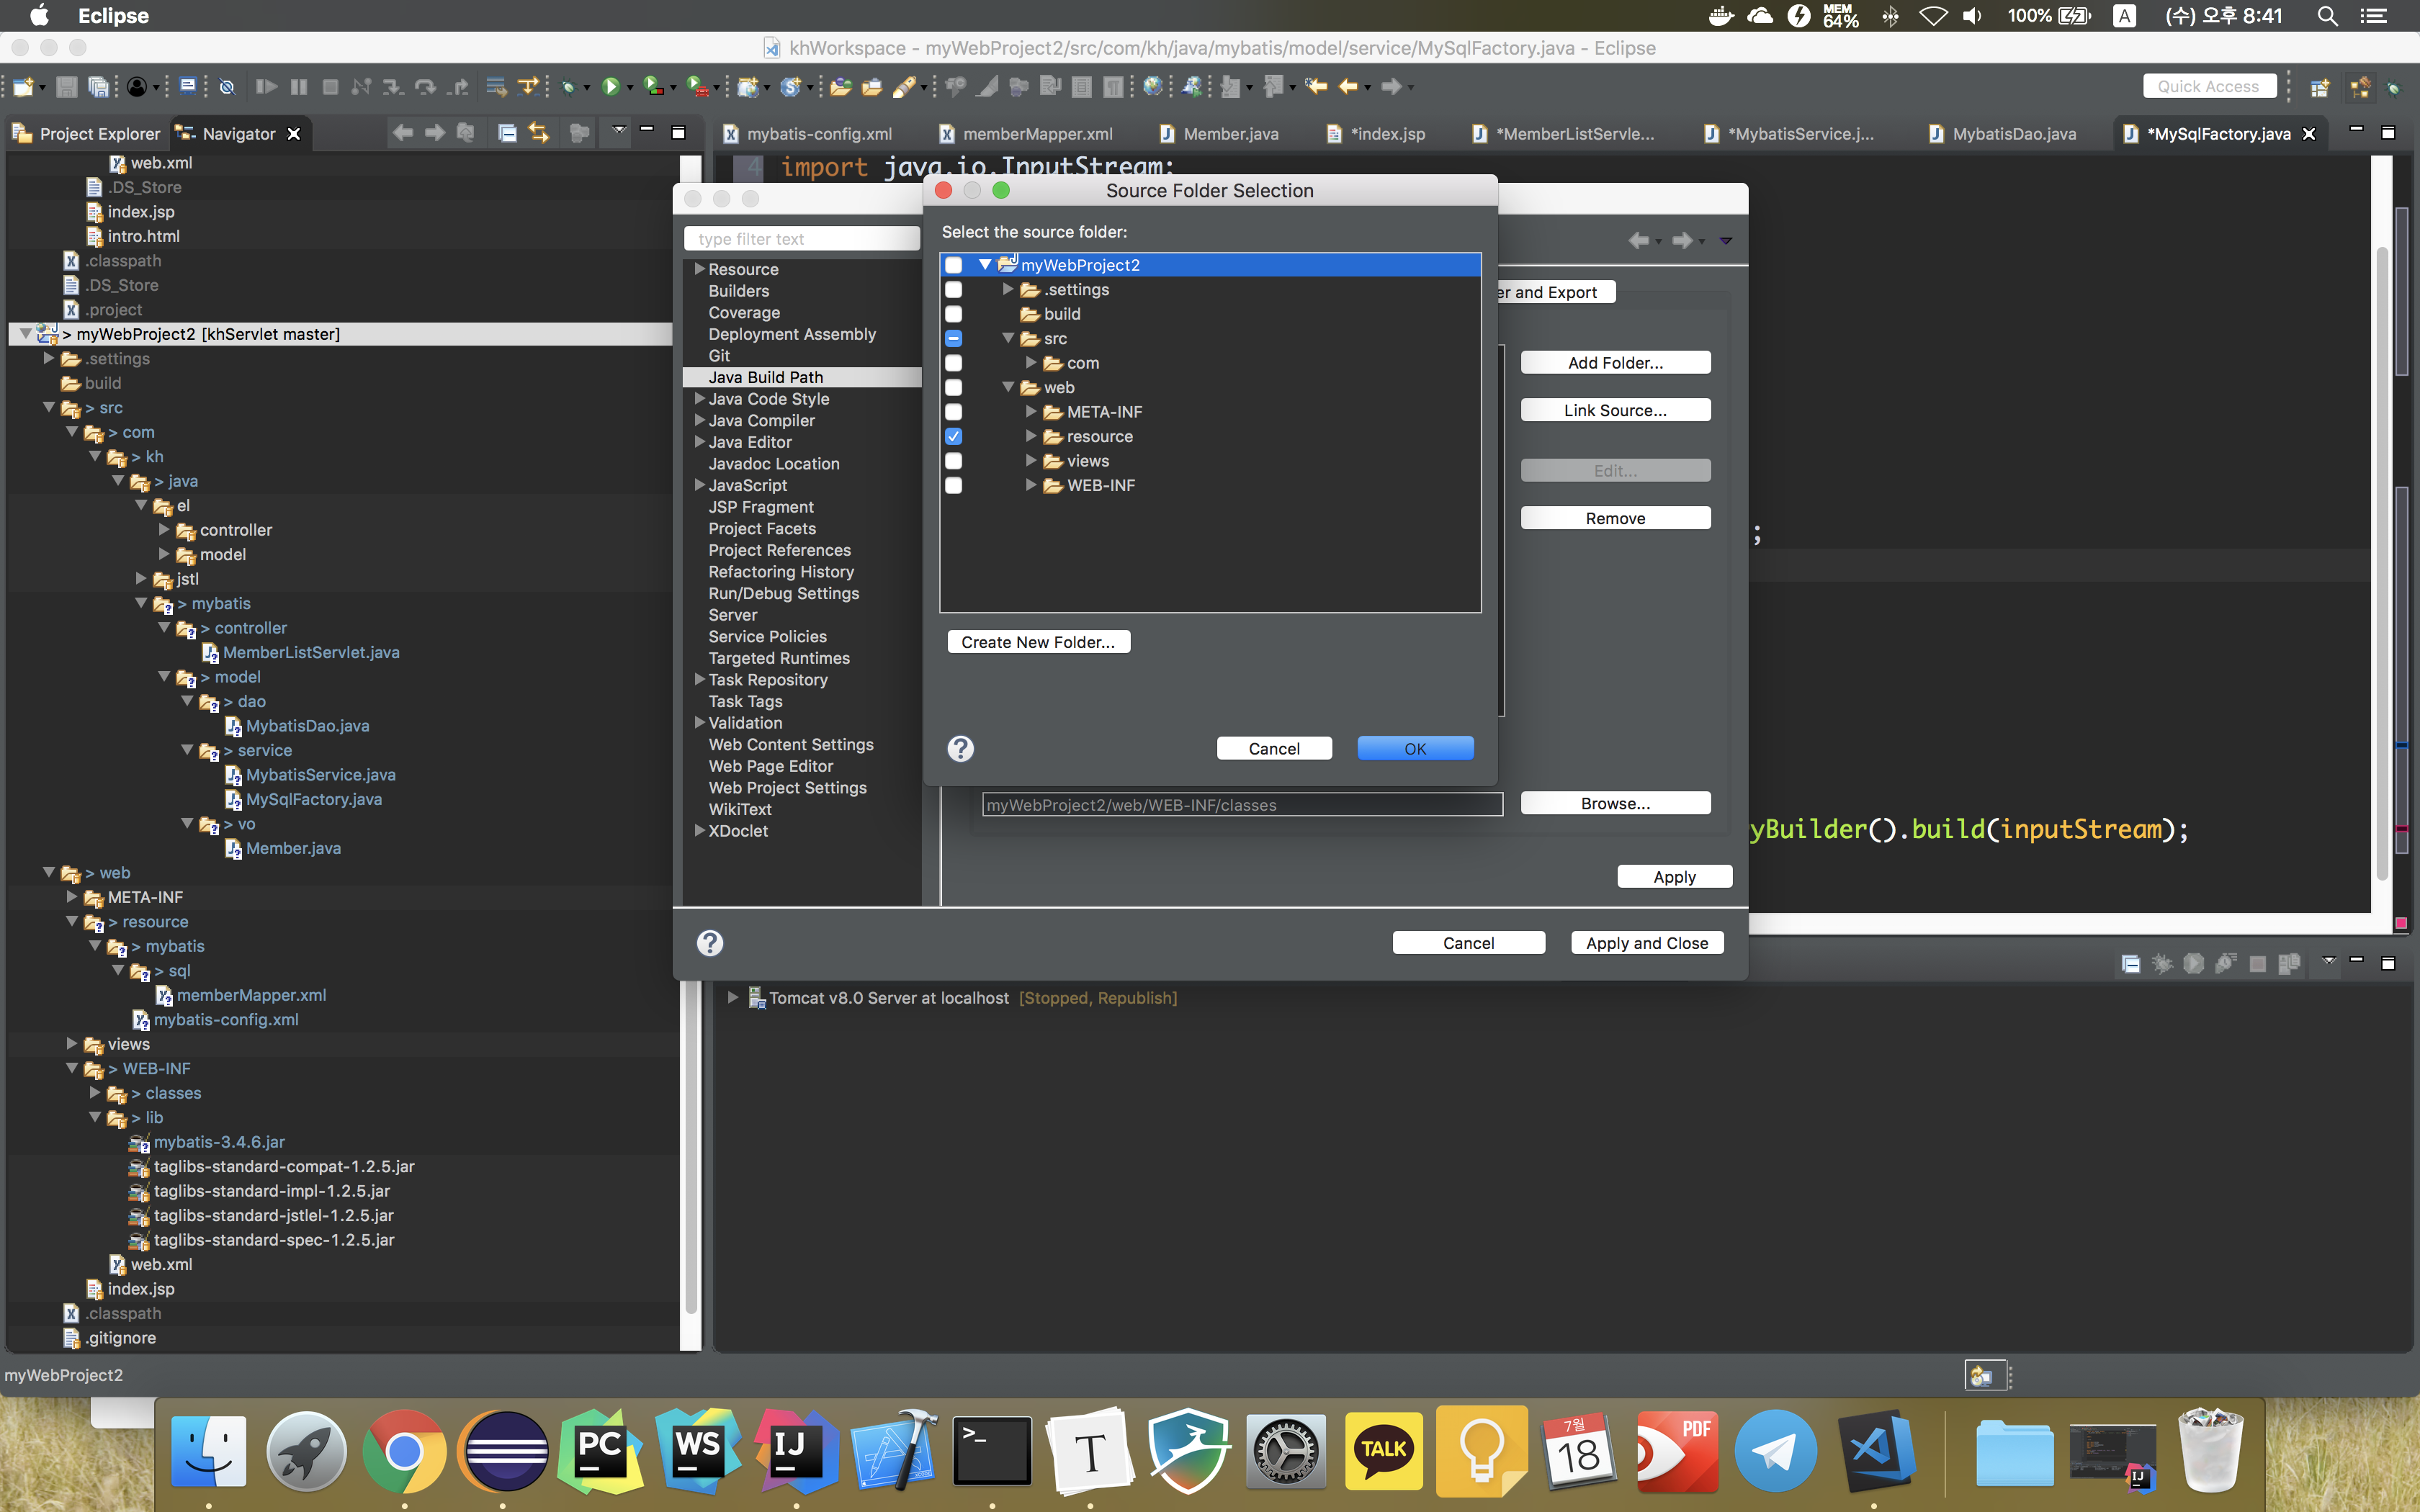 Eclipse
MEM
64%
100%
A
(수) 오후 8:41
khWorkspace - myWebProject2/src/com/kh/java/mybatis/model/service/MySqlFactory.java - Eclipse
Quick Access
Project Explorer
Navigator
mybatis-config.xml
memberMapper.xml
Member.java
*index.jsp
*MemberListServle...
*MybatisService.j...
MybatisDao.java
*MySqlFactory.java
web.xml
.DS_Store
index.jsp
intro.html
.classpath
.DS_Store
.project
> myWebProject2 [khServlet master]
.settings
build
> src
> com
> kh
> java
el
controller
model
jstl
> mybatis
> controller
MemberListServlet.java
> model
> dao
MybatisDao.java
> service
MybatisService.java
MySqlFactory.java
> vo
Member.java
> web
META-INF
> resource
> mybatis
> sql
memberMapper.xml
mybatis-config.xml
views
> WEB-INF
> classes
> lib
mybatis-3.4.6.jar
taglibs-standard-compat-1.2.5.jar
taglibs-standard-impl-1.2.5.jar
taglibs-standard-jstlel-1.2.5.jar
taglibs-standard-spec-1.2.5.jar
web.xml
index.jsp
.classpath
.gitignore
myWebProject2
4 import java.io.InputStream;
type filter text
Resource
Builders
Coverage
Deployment Assembly
Git
Java Build Path
Java Code Style
Java Compiler
Java Editor
Javadoc Location
JavaScript
JSP Fragment
Project Facets
Project References
Refactoring History
Run/Debug Settings
Server
Service Policies
Targeted Runtimes
Task Repository
Task Tags
Validation
Web Content Settings
Web Page Editor
Web Project Settings
WikiText
XDoclet
Source Folder Selection
Select the source folder:
myWebProject2
.settings
build
src
com
web
META-INF
resource
views
WEB-INF
Create New Folder...
Cancel
OK
er and Export
Add Folder...
Link Source...
Edit...
Remove
;
myWebProject2/web/WEB-INF/classes
Browse...
yBuilder().build(inputStream);
Apply
Cancel
Apply and Close
Tomcat v8.0 Server at localhost [Stopped, Republish]
PC
WS
IJ
>_
T
TALK
7월
18
PDF
IJ